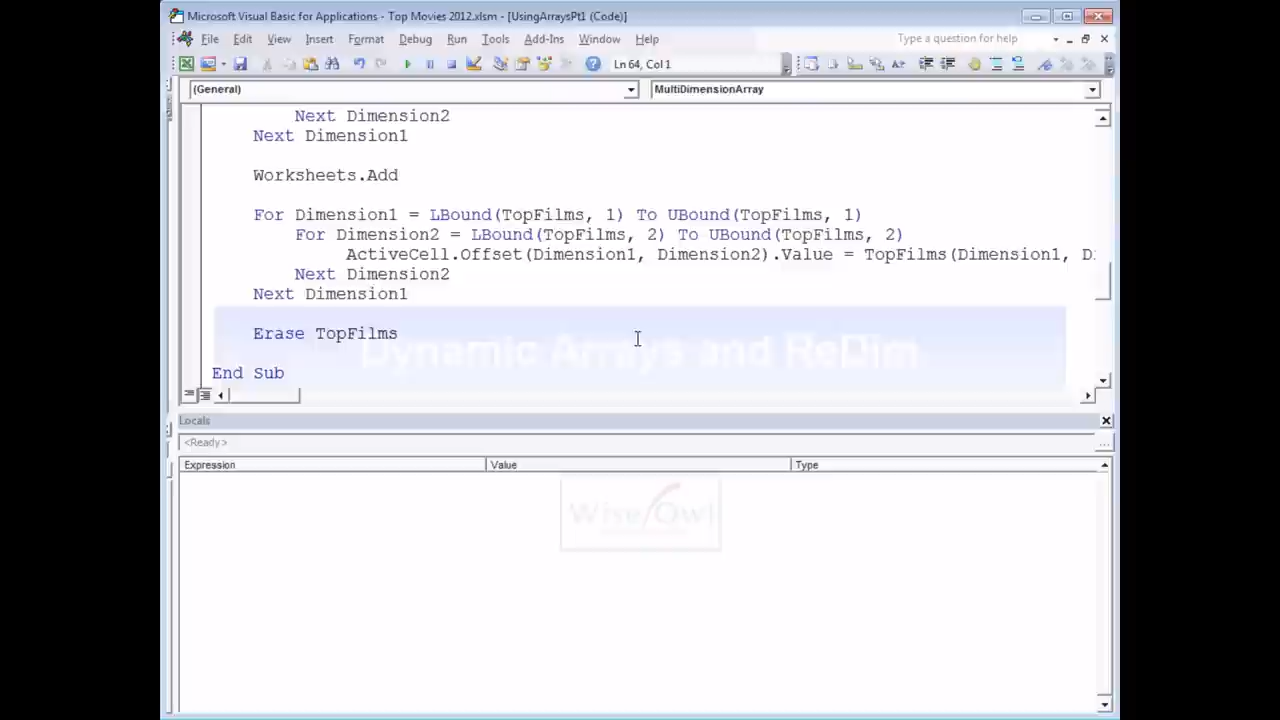 Microsoft Visual Basic for Applications - Top Movies 2012.xlsm - [UsingArraysPt1 (Code)]
File Edit View Insert Format Debug Run Tools Add-Ins Window Help Type a question for help
Ln 64, Col 1
(General) MultiDimensionArray
Next Dimension2
Next Dimension1
Worksheets.Add
For Dimension1 = LBound(TopFilms, 1) To UBound(TopFilms, 1)
For Dimension2 = LBound(TopFilms, 2) To UBound(TopFilms, 2)
ActiveCell.Offset(Dimension1, Dimension2).Value = TopFilms(Dimension1, Di
Next Dimension2
Next Dimension1
Erase TopFilms
Dynamic Arrays and ReDim
End Sub
Locals
<Ready>
Expression Value Type
Wise Owl